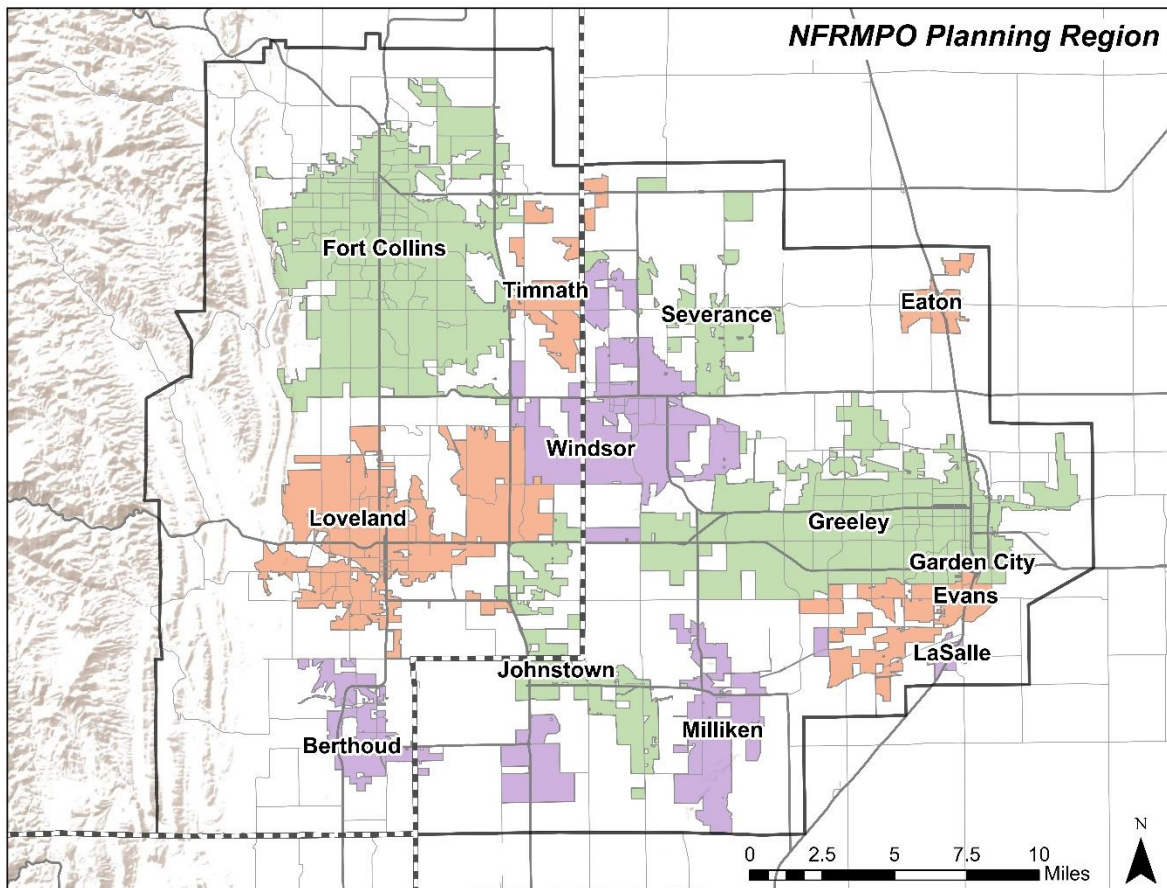 NFRMPO Planning Region
Fort Collins
Timnath
Severance
Eaton
Windsor
Loveland
Greeley
Garden City
Evans
LaSalle
Johnstown
Milliken
Berthoud
N
0 2.5 5 7.5 10
Miles